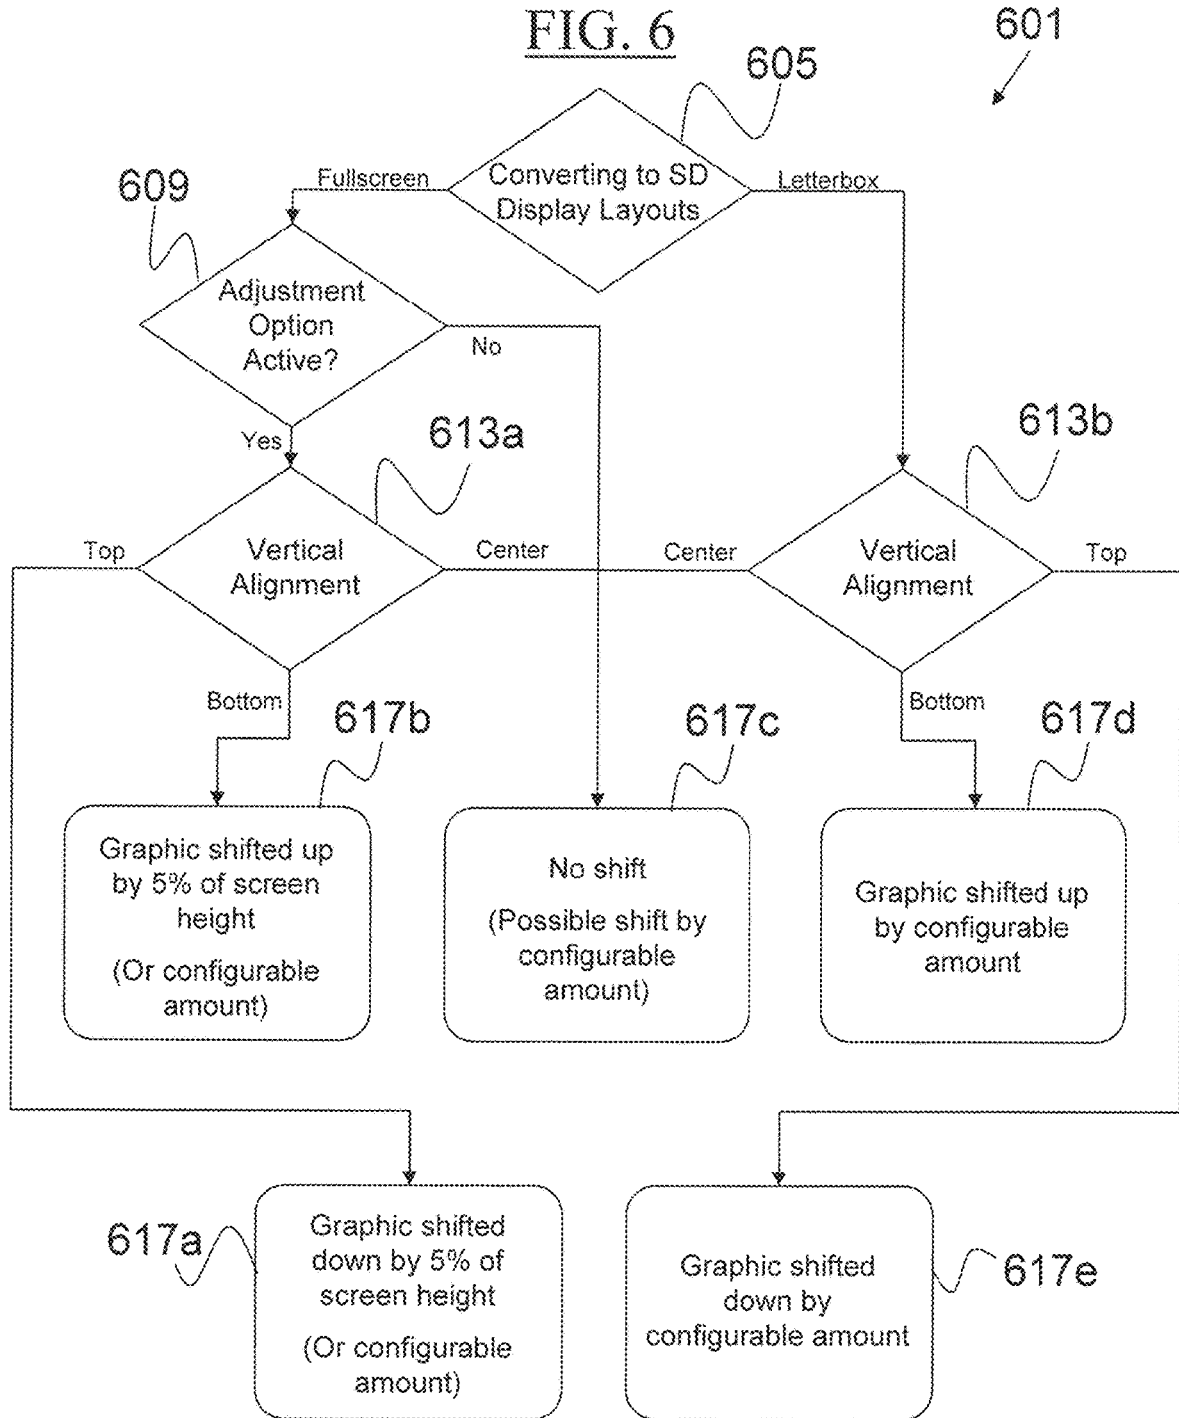 FIG. 6
601
605
Converting to SD
Display Layouts
Fullscreen
Letterbox
609
Adjustment
Option
Active?
No
Yes
613a
613b
Top
Vertical
Alignment
Center
Center
Vertical
Alignment
Top
Bottom
Bottom
617b
617c
617d
Graphic shifted up
by 5% of screen
height
(Or configurable
amount)
No shift
(Possible shift by
configurable
amount)
Graphic shifted up
by configurable
amount
617a
Graphic shifted
down by 5% of
screen height
(Or configurable
amount)
Graphic shifted
down by
configurable amount
617e